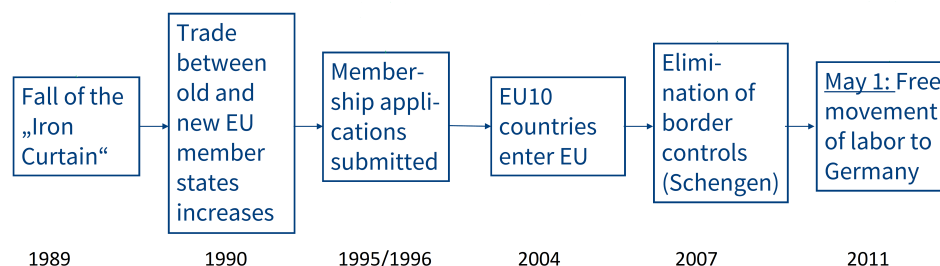 Fall of the
„Iron
Curtain“
Trade
between
old and
new EU
member
states
increases
Member-
ship appli-
cations
submitted
EU10
countries
enter EU
Elimi-
nation of
border
controls
(Schengen)
May 1: Free
movement
of labor to
Germany
1989
1990
1995/1996
2004
2007
2011